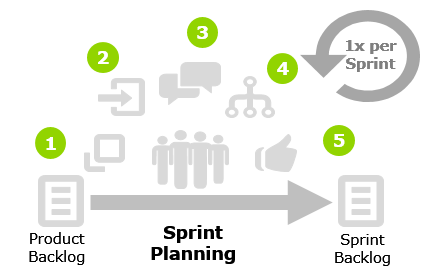 3
1x per
Sprint
2
4
1
5
Product
Backlog
Sprint
Planning
Sprint
Backlog